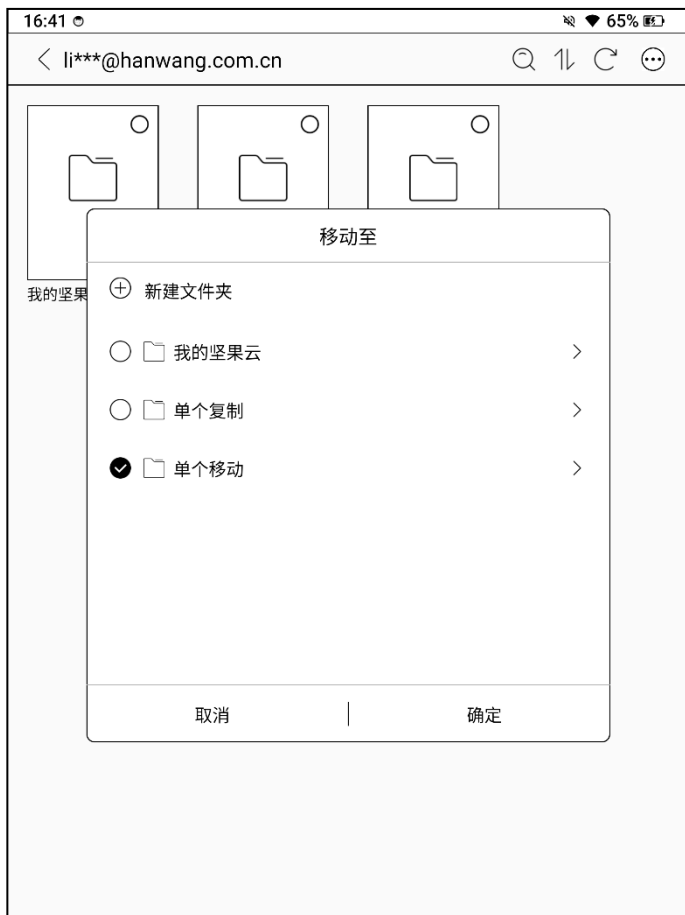 16:41 65%
li***@hanwang.com.cn
移动至
新建文件夹
我的坚果
我的坚果云
单个复制
单个移动
取消 确定